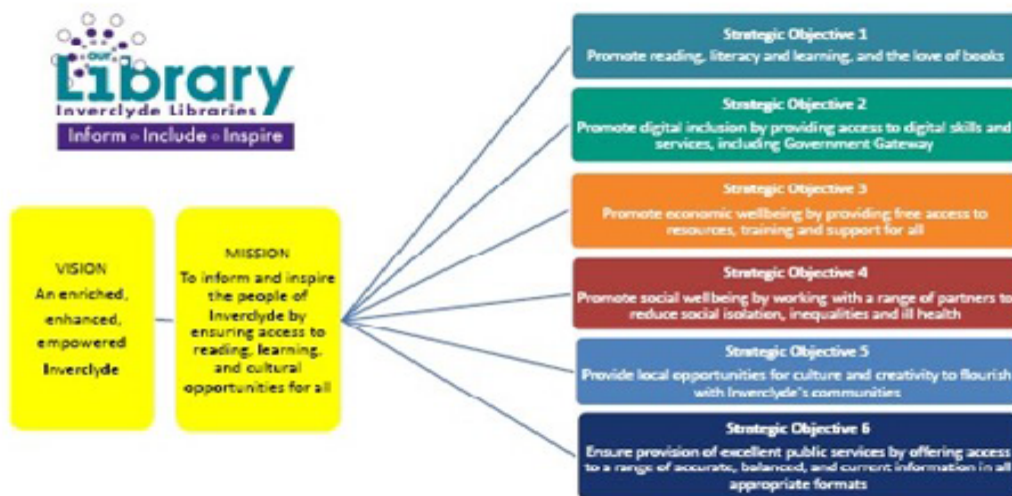 our
Library
Inverclyde Libraries
Inform Include Inspire
VISION
An enriched,
enhanced,
empowered
Inverclyde
MISSION
To inform and inspire
the people of
Inverclyde by
ensuring access to
reading, learning,
and cultural
opportunities for all
Strategic Objective 1
Promote reading, literacy and learning, and the love of books
Strategic Objective 2
Promote digital inclusion by providing access to digital skills and
services, including Government Gateway
Strategic Objective 3
Promote economic wellbeing by providing free access to
resources, training and support for all
Strategic Objective 4
Promote social wellbeing by working with a range of partners to
reduce social isolation, inequalities and ill health
Strategic Objective 5
Provide local opportunities for culture and creativity to flourish
with Inverclyde's communities
Strategic Objective 6
Ensure provision of excellent public services by offering access
to a range of accurate, balanced, and current information in all
appropriate formats